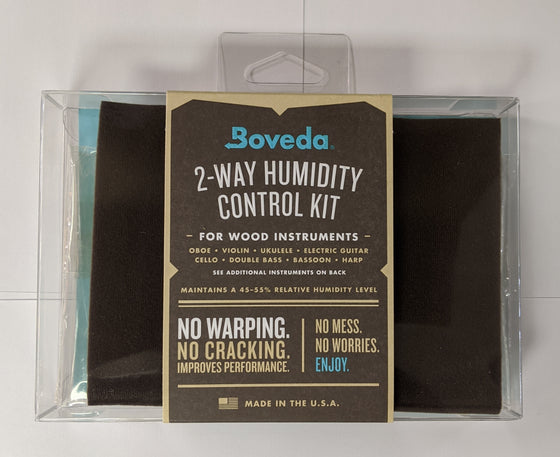 Boveda
2-WAY HUMIDITY
CONTROL KIT
– FOR WOOD INSTRUMENTS –
OBOE • VIOLIN • UKULELE • ELECTRIC GUITAR
CELLO • DOUBLE BASS • BASSOON • HARP
SEE ADDITIONAL INSTRUMENTS ON BACK
MAINTAINS A 45-55% RELATIVE HUMIDITY LEVEL
NO WARPING.
NO CRACKING.
IMPROVES PERFORMANCE.
NO MESS.
NO WORRIES.
ENJOY.
MADE IN THE U.S.A.